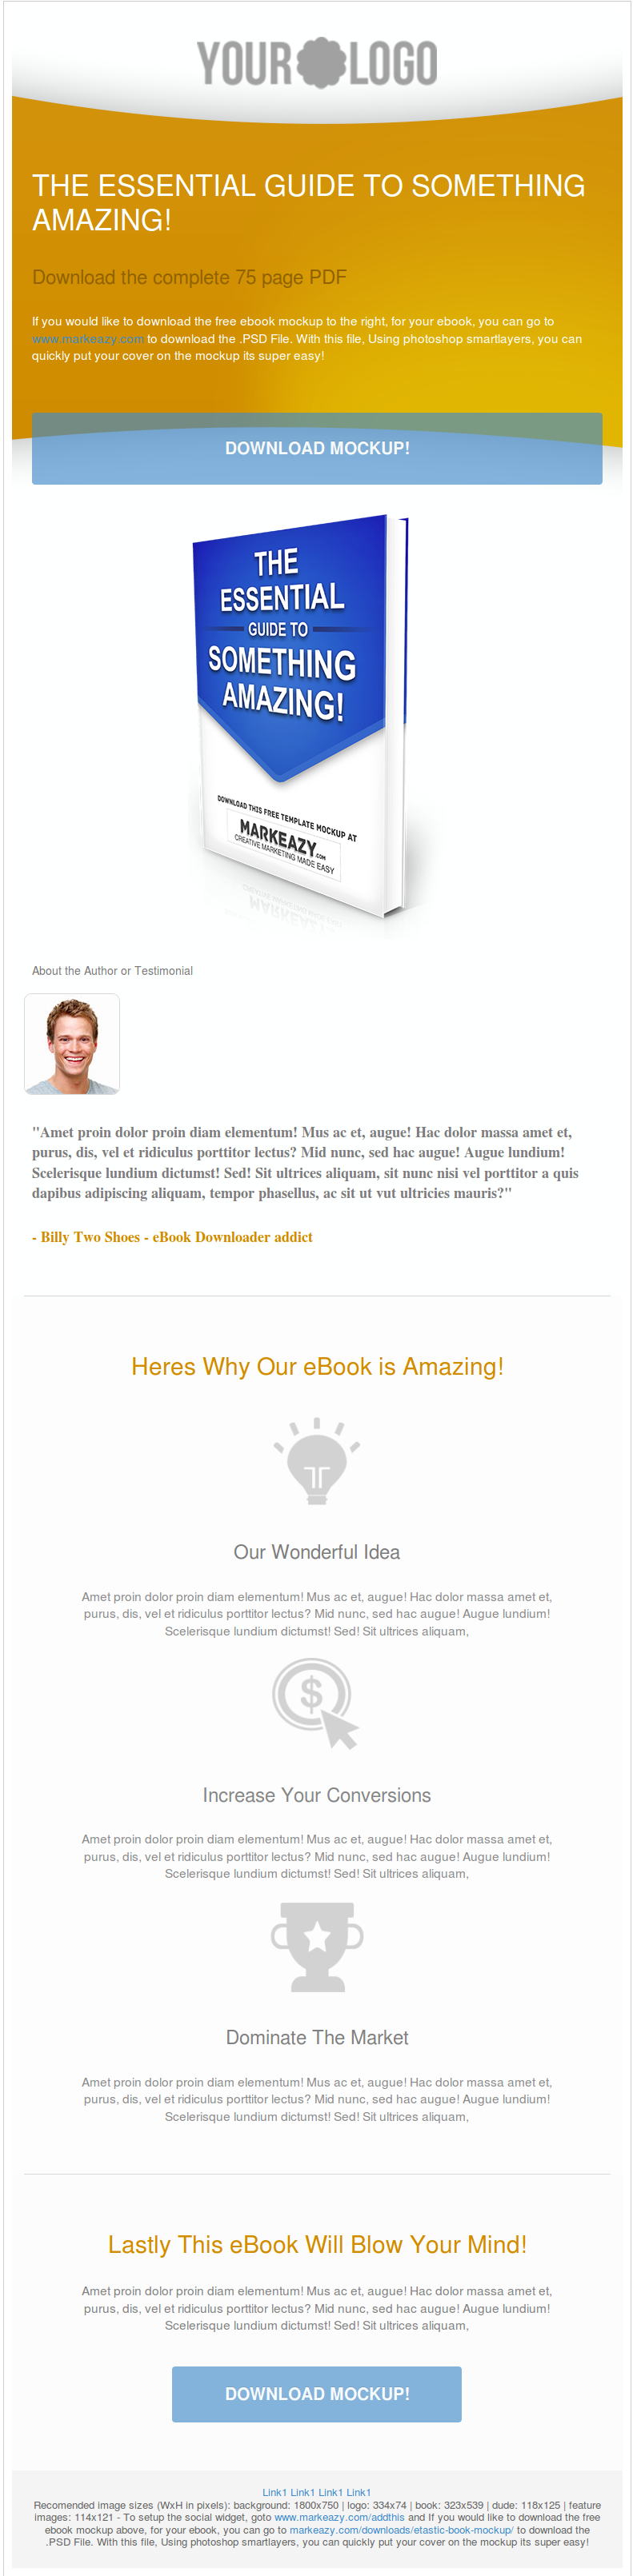 YOUR LOGO
THE ESSENTIAL GUIDE TO SOMETHING
AMAZING!
Download the complete 75 page PDF
If you would like to download the free ebook mockup to the right, for your ebook, you can go to
www.markeazy.com to download the .PSD File. With this file, Using photoshop smartlayers, you can
quickly put your cover on the mockup its super easy!
DOWNLOAD MOCKUP!
THE
ESSENTIAL
GUIDE TO
SOMETHING
AMAZING!
DOWNLOAD THIS FREE TEMPLATE MOCKUP AT
MARKEAZY.COM
CREATIVE MARKETING MADE EASY
About the Author or Testimonial
"Amet proin dolor proin diam elementum! Mus ac et, augue! Hac dolor massa amet et,
purus, dis, vel et ridiculus porttitor lectus? Mid nunc, sed hac augue! Augue lundium!
Scelerisque lundium dictumst! Sed! Sit ultrices aliquam, sit nunc nisi vel porttitor a quis
dapibus adipiscing aliquam, tempor phasellus, ac sit ut vut ultricies mauris?"
- Billy Two Shoes - eBook Downloader addict
Heres Why Our eBook is Amazing!
Our Wonderful Idea
Amet proin dolor proin diam elementum! Mus ac et, augue! Hac dolor massa amet et,
purus, dis, vel et ridiculus porttitor lectus? Mid nunc, sed hac augue! Augue lundium!
Scelerisque lundium dictumst! Sed! Sit ultrices aliquam,
$
Increase Your Conversions
Amet proin dolor proin diam elementum! Mus ac et, augue! Hac dolor massa amet et,
purus, dis, vel et ridiculus porttitor lectus? Mid nunc, sed hac augue! Augue lundium!
Scelerisque lundium dictumst! Sed! Sit ultrices aliquam,
Dominate The Market
Amet proin dolor proin diam elementum! Mus ac et, augue! Hac dolor massa amet et,
purus, dis, vel et ridiculus porttitor lectus? Mid nunc, sed hac augue! Augue lundium!
Scelerisque lundium dictumst! Sed! Sit ultrices aliquam,
Lastly This eBook Will Blow Your Mind!
Amet proin dolor proin diam elementum! Mus ac et, augue! Hac dolor massa amet et,
purus, dis, vel et ridiculus porttitor lectus? Mid nunc, sed hac augue! Augue lundium!
Scelerisque lundium dictumst! Sed! Sit ultrices aliquam,
DOWNLOAD MOCKUP!
Link1 Link1 Link1 Link1
Recomended image sizes (WxH in pixels): background: 1800x750 | logo: 334x74 | book: 323x539 | dude: 118x125 | feature
images: 114x121 - To setup the social widget, goto www.markeazy.com/addthis and If you would like to download the free
ebook mockup above, for your ebook, you can go to markeazy.com/downloads/etastic-book-mockup/ to download the
.PSD File. With this file, Using photoshop smartlayers, you can quickly put your cover on the mockup its super easy!